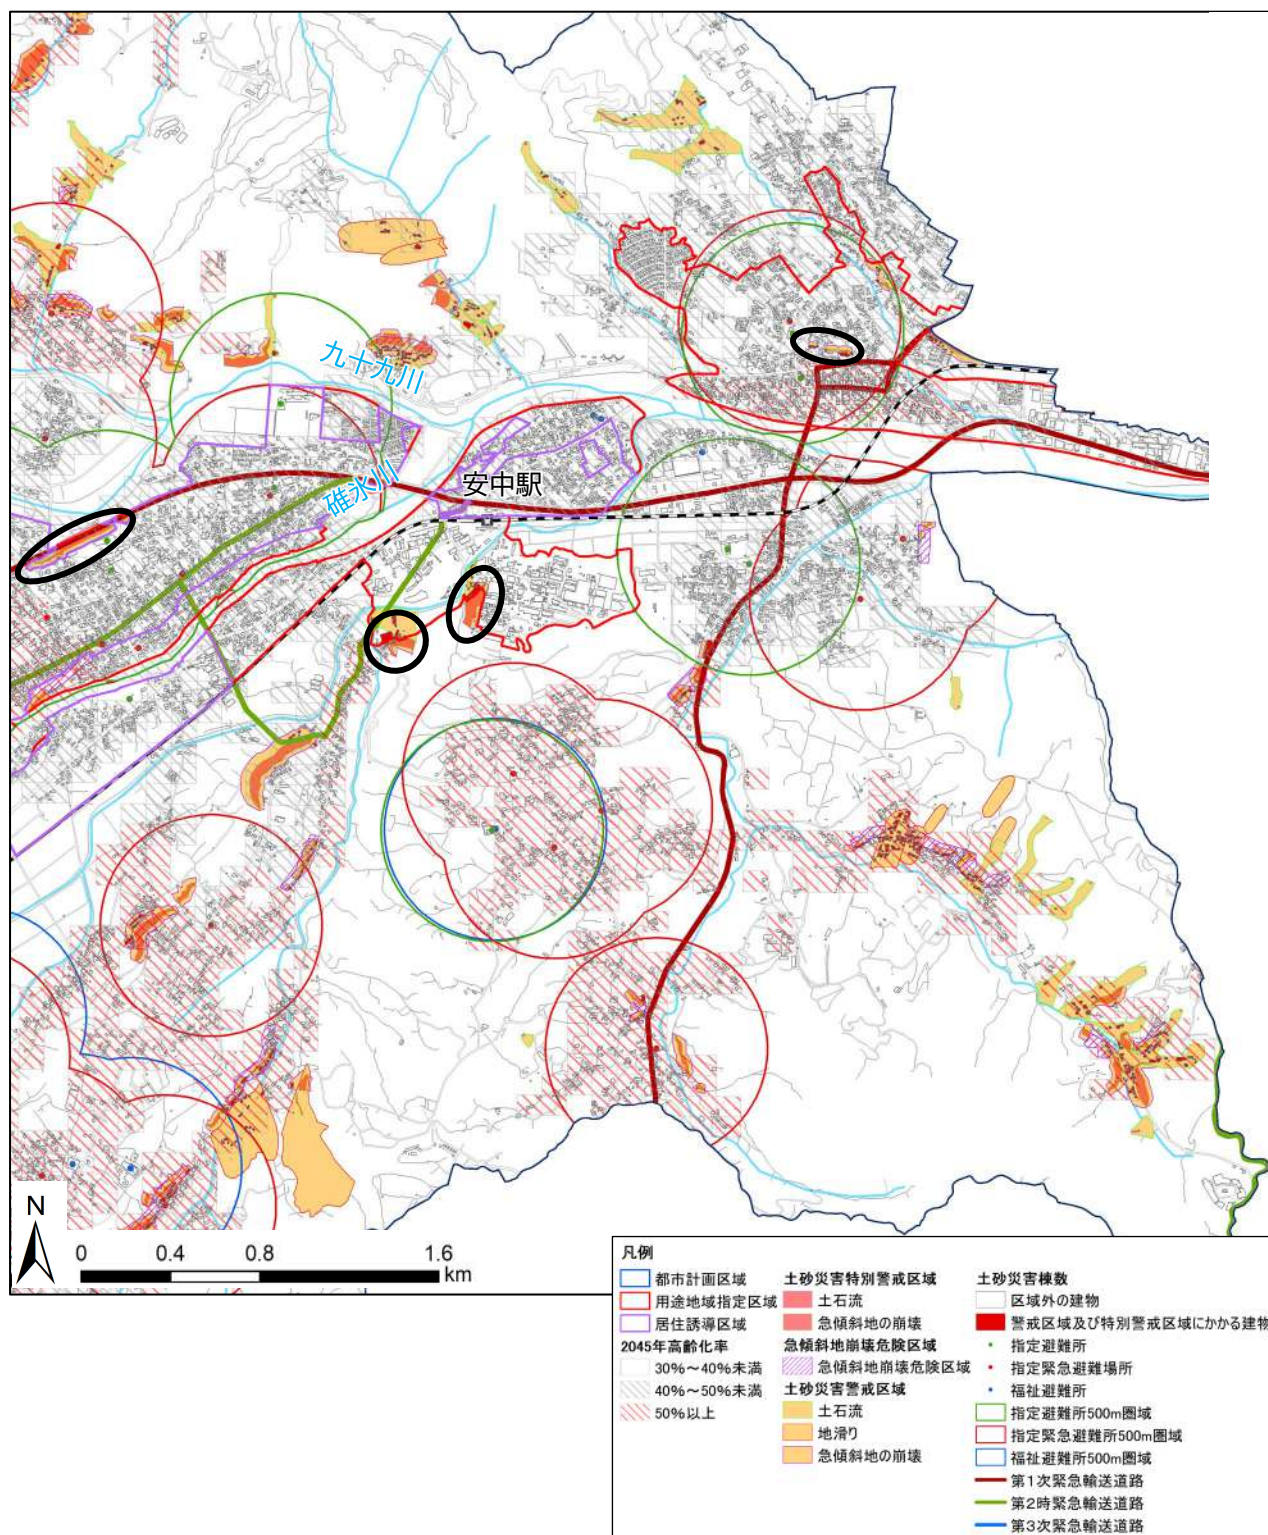 九十九川
碓氷川
安中駅
N
0 0.4 0.8 1.6
km
凡例
都市計画区域
用途地域指定区域
居住誘導区域
2045年高齢化率
30%～40%未満
40%～50%未満
50%以上
土砂災害特別警戒区域
土石流
急傾斜地の崩壊
急傾斜地崩壊危険区域
急傾斜地崩壊危険区域
土砂災害警戒区域
土石流
地滑り
急傾斜地の崩壊
土砂災害棟数
区域外の建物
警戒区域及び特別警戒区域にかかる建物
指定避難所
指定緊急避難場所
福祉避難所
指定避難所500m圏域
指定緊急避難所500m圏域
福祉避難所500m圏域
第1次緊急輸送道路
第2時緊急輸送道路
第3次緊急輸送道路